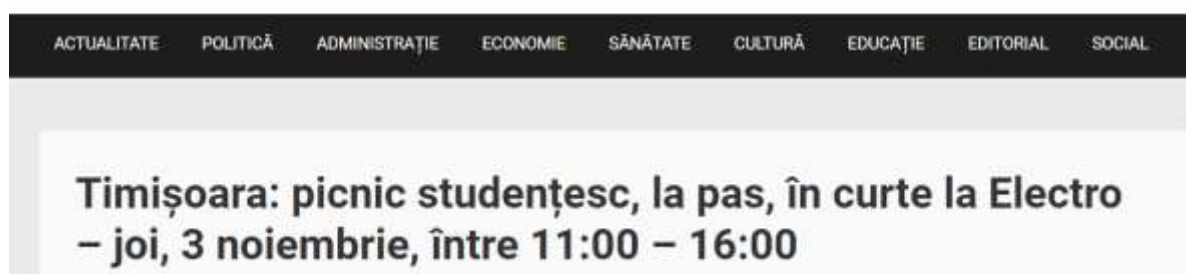 ACTUALITATE POLITICĂ ADMINISTRAȚIE ECONOMIE SĂNĂTATE CULTURĂ EDUCAȚIE EDITORIAL SOCIAL
Timișoara: picnic studențesc, la pas, în curte la Electro
– joi, 3 noiembrie, între 11:00 – 16:00